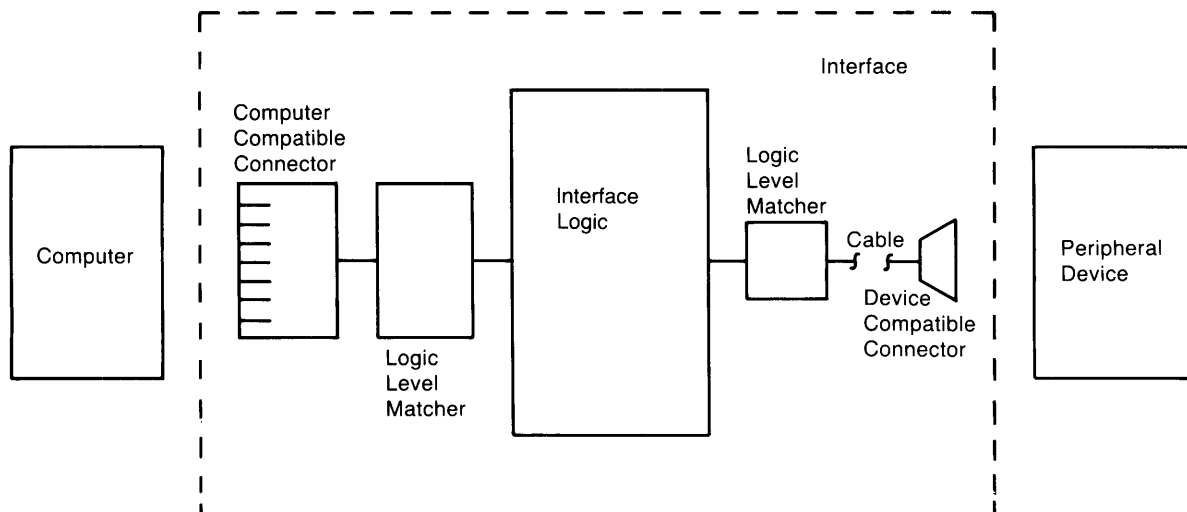 Interface
Computer
Compatible
Connector
Computer
Logic
Level
Matcher
Interface
Logic
Logic
Level
Matcher
Cable
Device
Compatible
Connector
Peripheral
Device